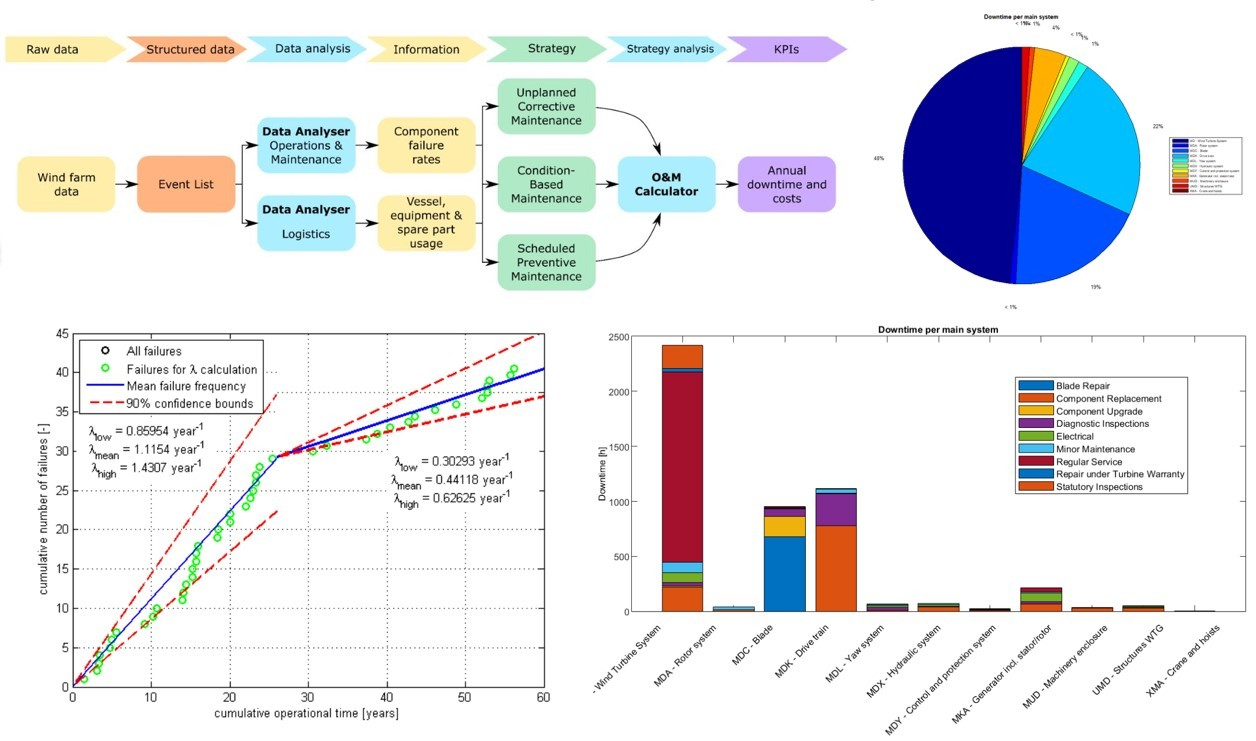 Raw data
Structured data
Data analysis
Information
Strategy
Strategy analysis
KPIs
Wind farm
data
Event List
Data Analyser
Operations &
Maintenance
Data Analyser
Logistics
Component
failure
rates
Vessel,
equipment &
spare part
usage
Unplanned
Corrective
Maintenance
Condition-
Based
Maintenance
Scheduled
Preventive
Maintenance
O&M
Calculator
Annual
downtime and
costs
Downtime per main system
4%
< 1%
1%
1%
22%
19%
< 1%
48%
45
40
35
30
25
20
15
10
5
0
cumulative number of failures [-]
All failures
Failures for λ calculation
Mean failure frequency
90% confidence bounds
λlow = 0.85954 year-1
λmean = 1.1154 year-1
λhigh = 1.4307 year-1
λlow = 0.30293 year-1
λmean = 0.44118 year-1
λhigh = 0.62625 year-1
0 10 20 30 40 50 60
cumulative operational time [years]
Downtime per main system
2500
2000
1500
1000
500
0
Downtime [h]
Blade Repair
Component Replacement
Component Upgrade
Diagnostic Inspections
Electrical
Minor Maintenance
Regular Service
Repair under Turbine Warranty
Statutory Inspections
- Wind Turbine System
MDA - Rotor system
MDC - Blade
MDK - Drive train
MDL - Yaw system
MDX - Hydraulic system
MDY - Control and protection system
MKA - Generator incl. stator/rotor
MUD - Machinery enclosure
UMD - Structures WTG
XMA - Crane and hoists